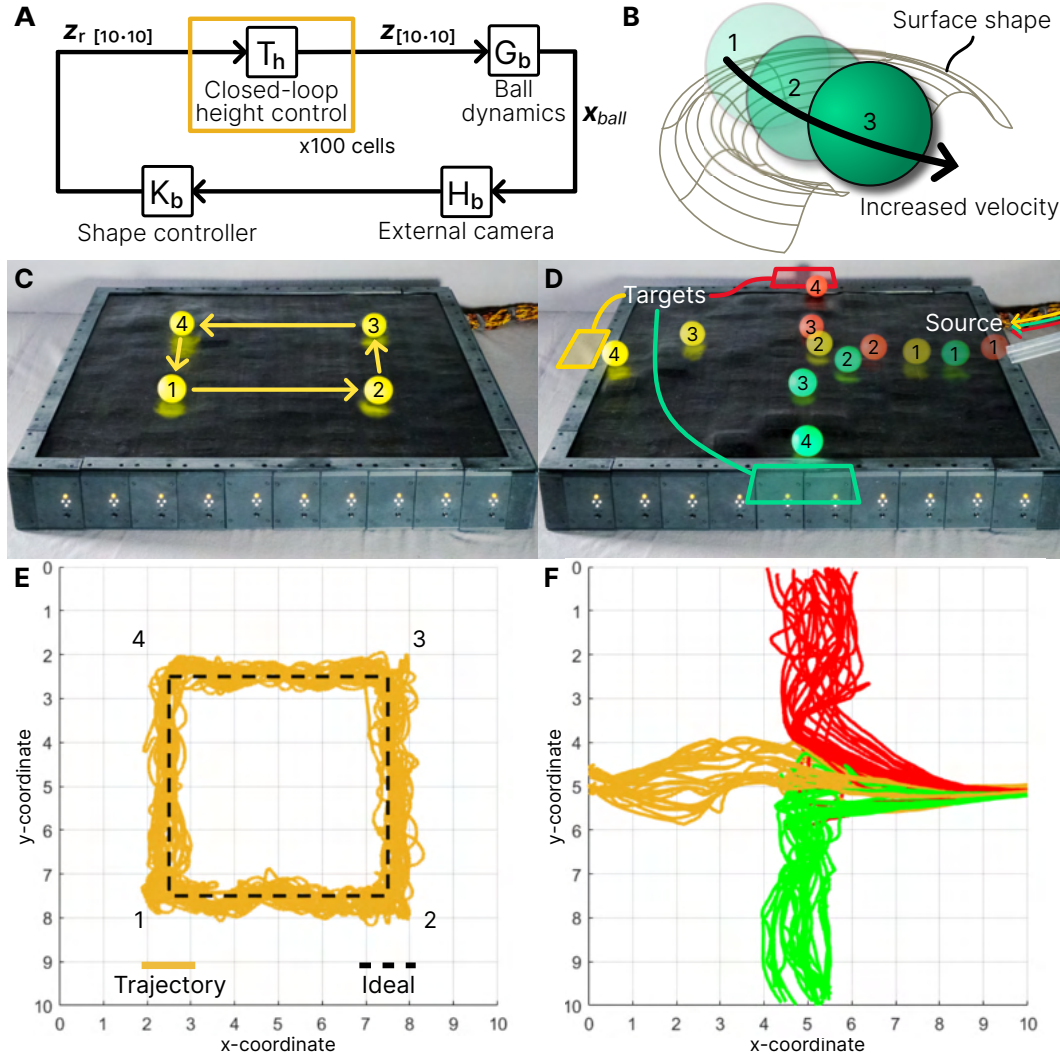 A
z_r [10·10]
T_h
z_[10·10]
G_b
Closed-loop
height control
Ball
dynamics
x_ball
x100 cells
K_b
H_b
Shape controller
External camera
B
Surface shape
1
2
3
Increased velocity
C
4
3
1
2
D
Targets
4
Source
3
2
2
1
1
1
4
2
3
3
4
E
0
1
2
3
4
5
6
7
8
9
10
y-coordinate
4
3
1
2
Trajectory
Ideal
0 1 2 3 4 5 6 7 8 9 10
x-coordinate
F
0
1
2
3
4
5
6
7
8
9
10
y-coordinate
0 1 2 3 4 5 6 7 8 9 10
x-coordinate